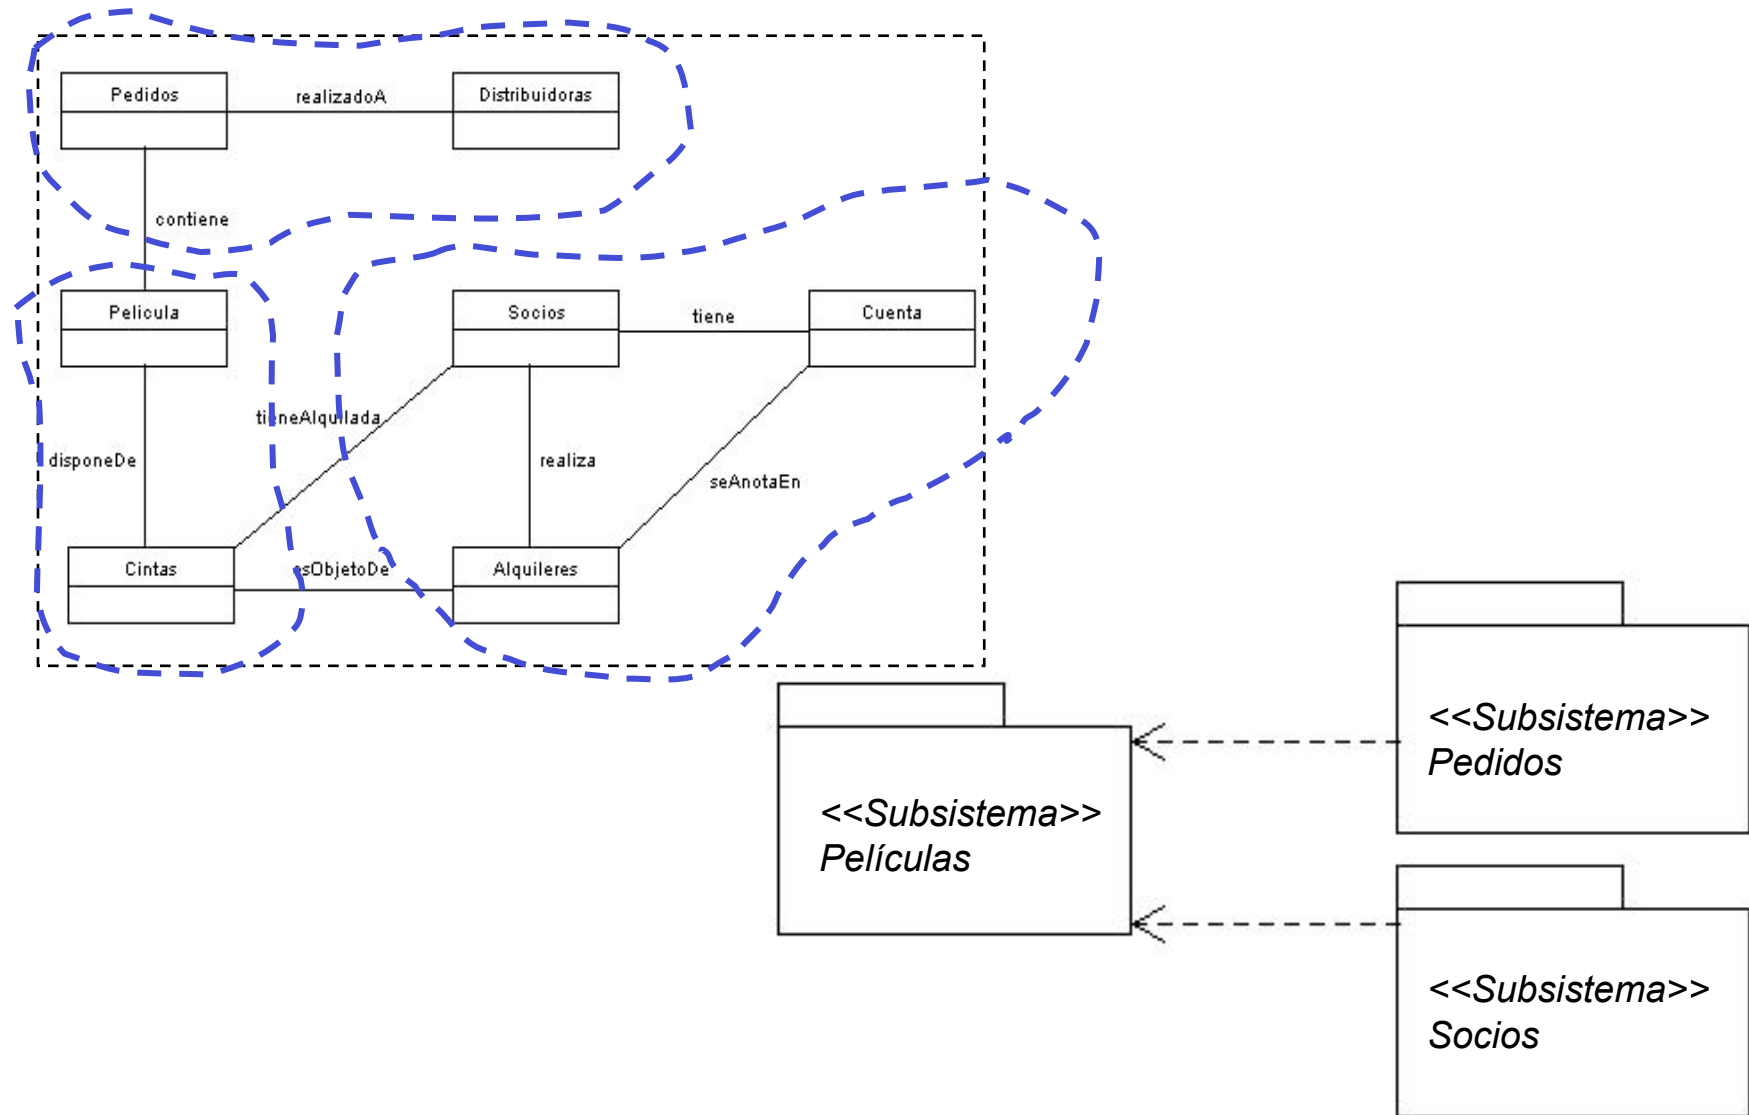 Pedidos
realizadoA
Distribuidoras
contiene
Pelicula
Socios
tiene
Cuenta
tieneAlquilada
disponeDe
realiza
seAnotaEn
Cintas
esObjetoDe
Alquileres
<<Subsistema>>
Pedidos
<<Subsistema>>
Películas
<<Subsistema>>
Socios